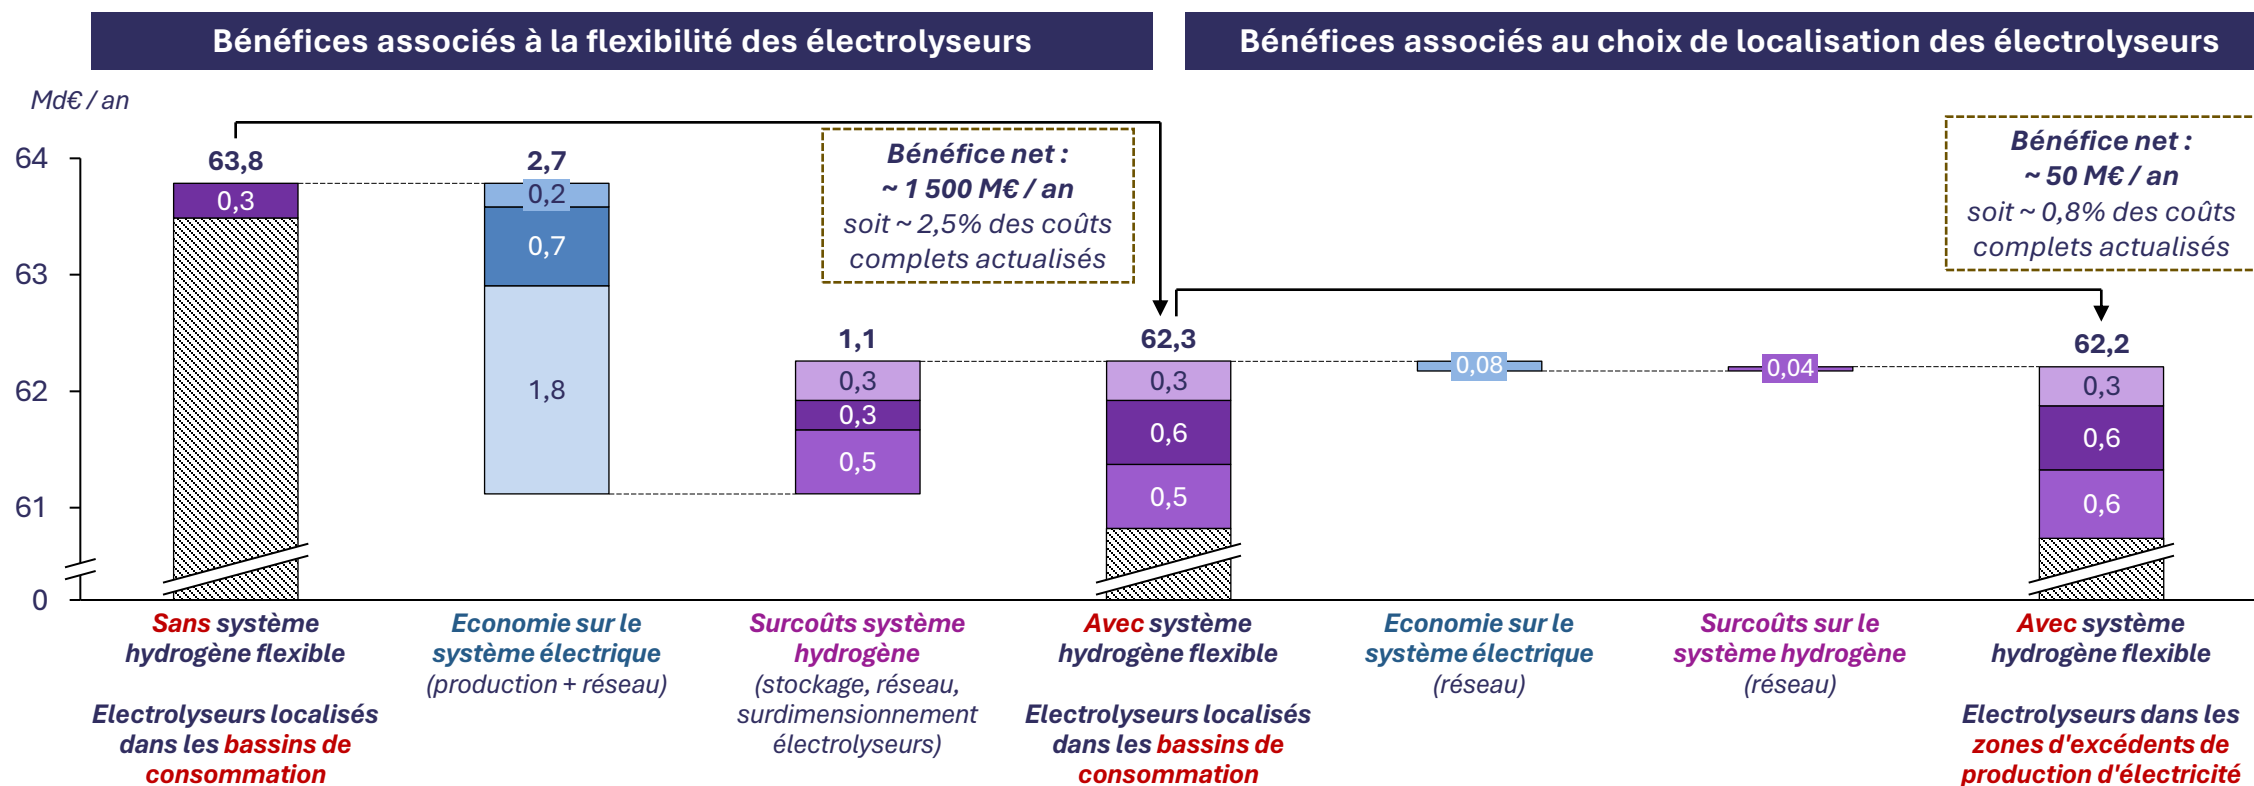 Bénéfices associés à la flexibilité des électrolyseurs
Bénéfices associés au choix de localisation des électrolyseurs
Md€ / an
64
63
62
61
0
63,8
0,3
2,7
0,2
0,7
1,8
Bénéfice net :
~ 1 500 M€ / an
soit ~ 2,5% des coûts
complets actualisés
1,1
0,3
0,3
0,5
62,3
0,3
0,6
0,5
0,08
0,04
Bénéfice net :
~ 50 M€ / an
soit ~ 0,8% des coûts
complets actualisés
62,2
0,3
0,6
0,6
Sans système
hydrogène flexible
Electrolyseurs localisés
dans les bassins de
consommation
Economie sur le
système électrique
(production + réseau)
Surcoûts système
hydrogène
(stockage, réseau,
surdimensionnement
électrolyseurs)
Avec système
hydrogène flexible
Electrolyseurs localisés
dans les bassins de
consommation
Economie sur le
système électrique
(réseau)
Surcoûts sur le
système hydrogène
(réseau)
Avec système
hydrogène flexible
Electrolyseurs dans les
zones d'excédents de
production d'électricité